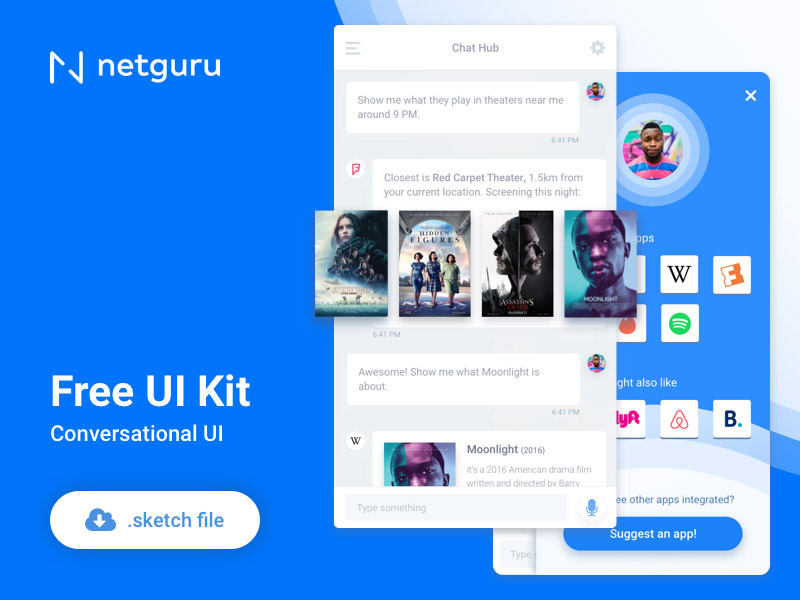 netguru
Free UI Kit
Conversational UI
.sketch file
Chat Hub
Show me what they play in theaters near me
around 9 PM.
6:41 PM
Closest is Red Carpet Theater, 1.5km from
your current location. Screening this night:
HIDDEN
FIGURES
ASSASSIN'S
CREED
MOONLIGHT
6:41 PM
Awesome! Show me what Moonlight is
about.
6:41 PM
W
Moonlight (2016)
it's a 2016 American drama film
written and directed by Barry
Type something
W
lyft
B.
also like
other apps integrated?
Suggest an app!
Type